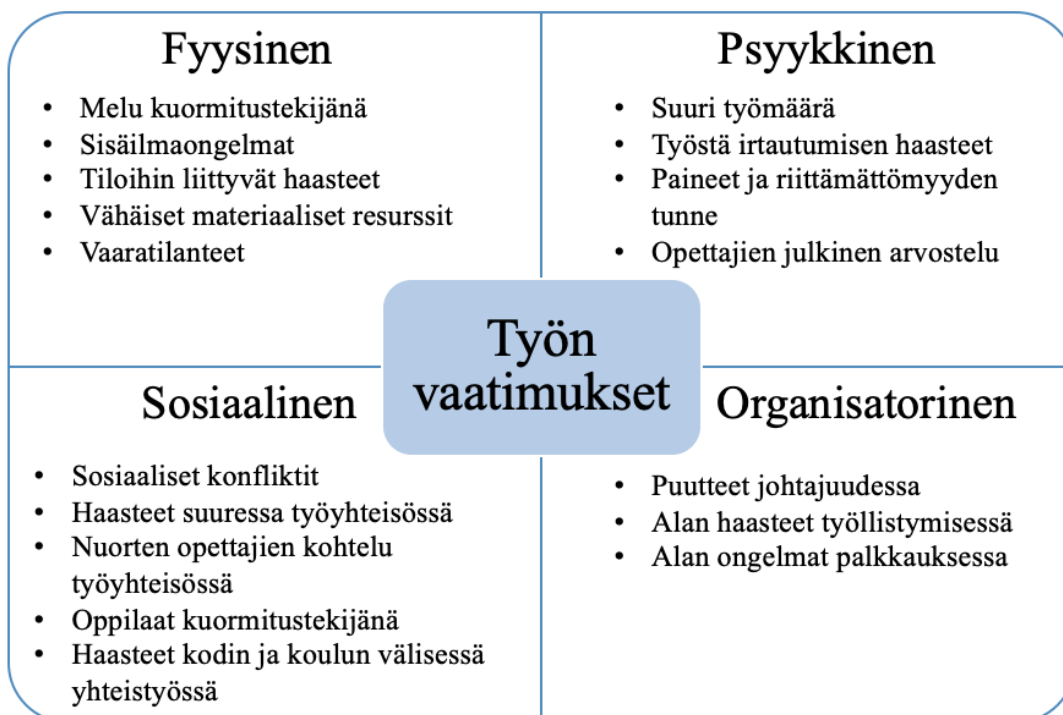 Fyysinen
• Melu kuormitustekijänä
• Sisäilmaongelmat
• Tiloihin liittyvät haasteet
• Vähäiset materiaaliset resurssit
• Vaaratilanteet
Psyykkinen
• Suuri työmäärä
• Työstä irtautumisen haasteet
• Paineet ja riittämättömyyden
tunne
• Opettajien julkinen arvostelu
Työn
vaatimukset
Sosiaalinen
• Sosiaaliset konfliktit
• Haasteet suuressa työyhteisössä
• Nuorten opettajien kohtelu
työyhteisössä
• Oppilaat kuormitustekijänä
• Haasteet kodin ja koulun välisessä
yhteistyössä
Organisatorinen
• Puutteet johtajuudessa
• Alan haasteet työllistymisessä
• Alan ongelmat palkkauksessa